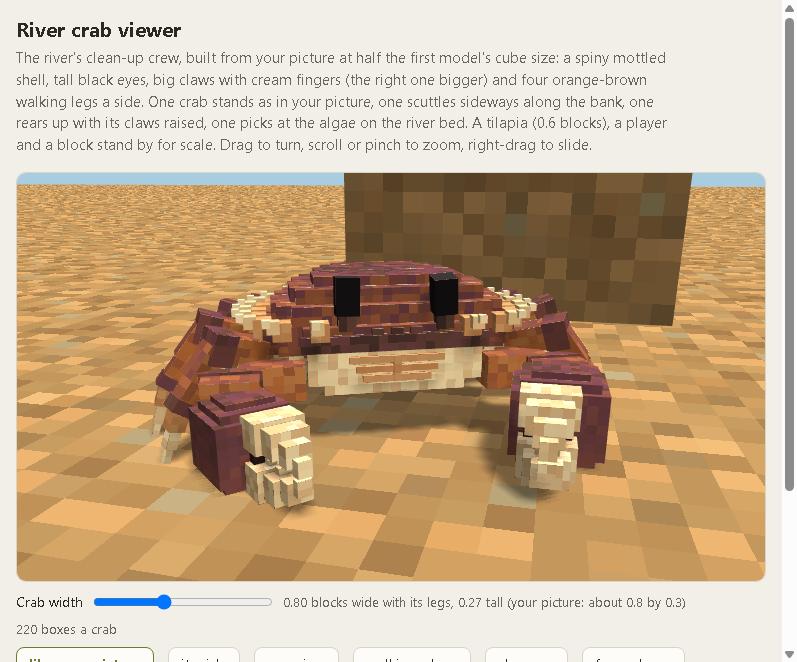 River crab viewer
The river's clean-up crew, built from your picture at half the first model's cube size: a spiny mottled
shell, tall black eyes, big claws with cream fingers (the right one bigger) and four orange-brown
walking legs a side. One crab stands as in your picture, one scuttles sideways along the bank, one
rears up with its claws raised, one picks at the algae on the river bed. A tilapia (0.6 blocks), a player
and a block stand by for scale. Drag to turn, scroll or pinch to zoom, right-drag to slide.
Crab width 0.80 blocks wide with its legs, 0.27 tall (your picture: about 0.8 by 0.3)
220 boxes a crab